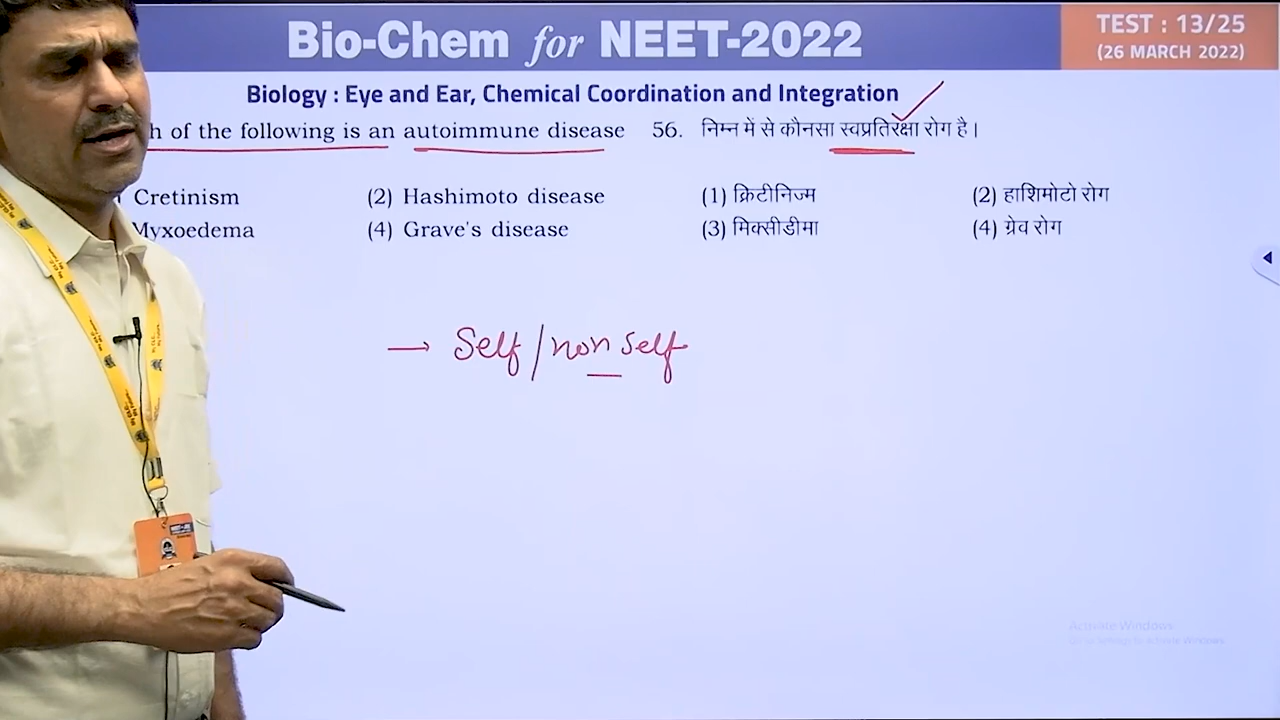 Bio-Chem for NEET-2022
TEST : 13/25
(26 MARCH 2022)
Biology : Eye and Ear, Chemical Coordination and Integration
h of the following is an autoimmune disease
Cretinism (2) Hashimoto disease
Myxoedema (4) Grave's disease
56. निम्न में से कौनसा स्वप्रतिरक्षा रोग है।
(1) क्रिटीनिज्म (2) हाशिमोटो रोग
(3) मिक्सीडीमा (4) ग्रेव रोग
→ Self/non self
Activate Windows